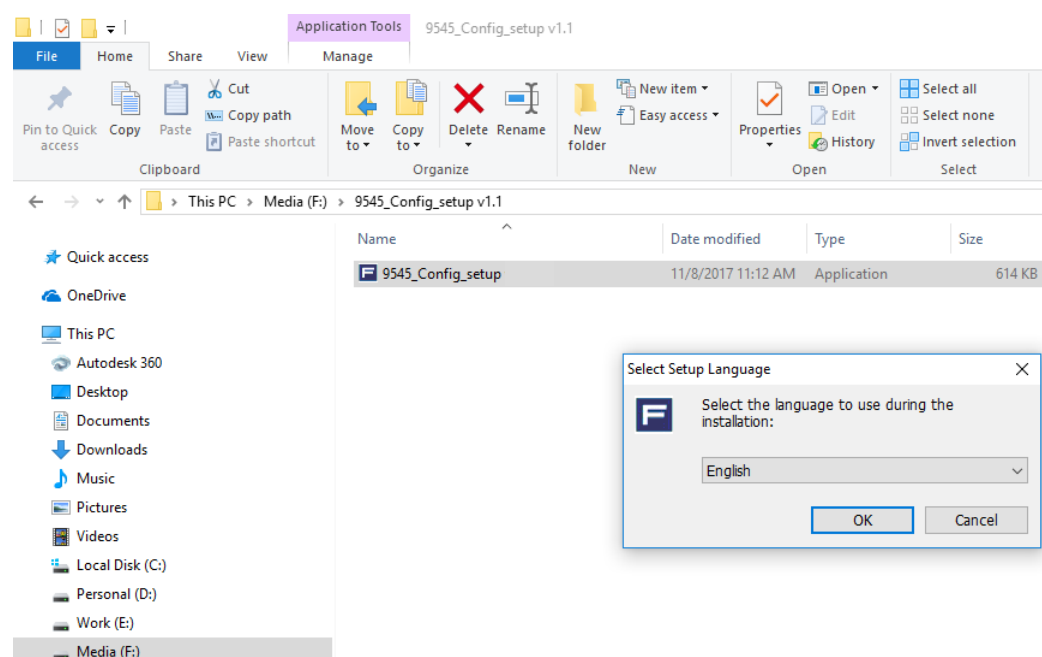 Application Tools
9545_Config_setup v1.1
File
Home
Share
View
Manage
Pin to Quick
access
Copy
Paste
Cut
Copy path
Paste shortcut
Clipboard
Move
to
Copy
to
Delete
Rename
Organize
New
folder
New item
Easy access
New
Properties
Open
Edit
History
Open
Select all
Select none
Invert selection
Select
This PC > Media (F:) > 9545_Config_setup v1.1
Name
Date modified
Type
Size
9545_Config_setup
11/8/2017 11:12 AM
Application
614 KB
Quick access
OneDrive
This PC
Autodesk 360
Desktop
Documents
Downloads
Music
Pictures
Videos
Local Disk (C:)
Personal (D:)
Work (E:)
Media (F:)
Select Setup Language
Select the language to use during the
installation:
English
OK
Cancel